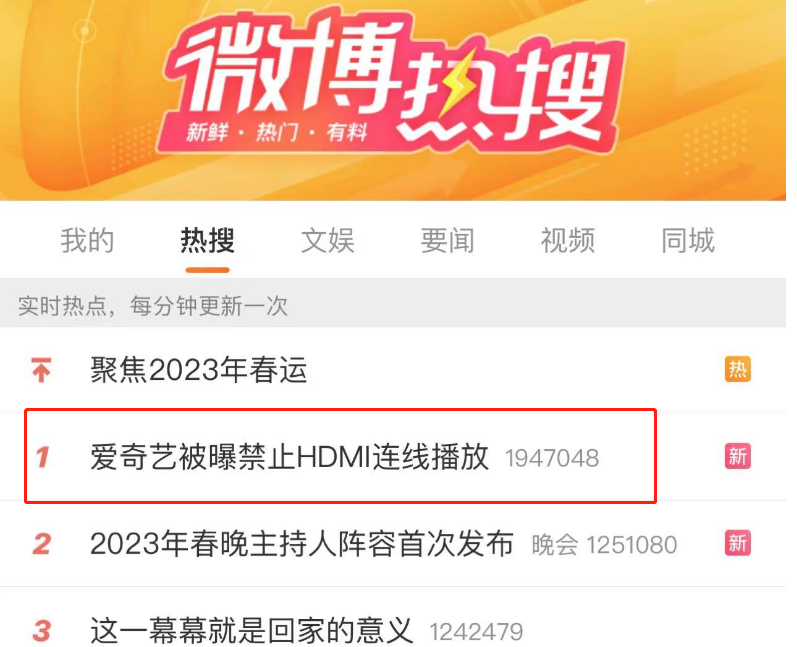 微博热搜
新鲜·热门·有料
我的 热搜 文娱 要闻 视频 同城
实时热点，每分钟更新一次
聚焦2023年春运 热
1 爱奇艺被曝禁止HDMI连线播放 1947048 新
2 2023年春晚主持人阵容首次发布 晚会 1251080 新
3 这一幕幕就是回家的意义 1242479